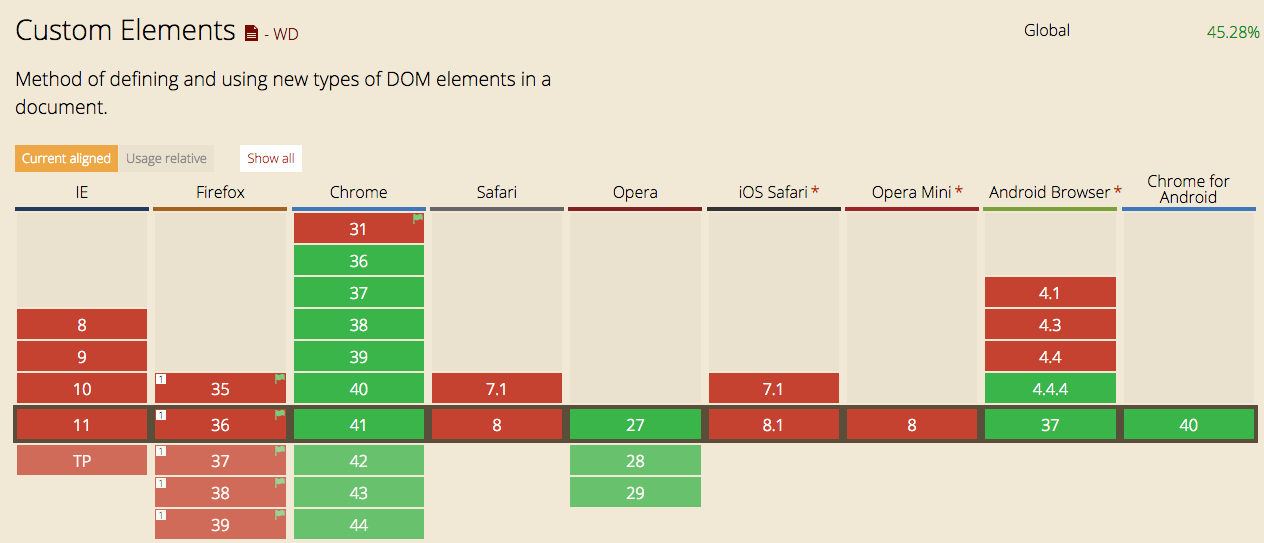 Custom Elements - WD
Global 45.28%
Method of defining and using new types of DOM elements in a
document.
Current aligned Usage relative Show all
IE Firefox Chrome Safari Opera iOS Safari * Opera Mini * Android Browser * Chrome for
Android
31
36
37 4.1
8 38 4.3
9 39 4.4
10 1 35 40 7.1 7.1 4.4.4
11 1 36 41 8 27 8.1 8 37 40
TP 1 37 42 28
1 38 43 29
1 39 44